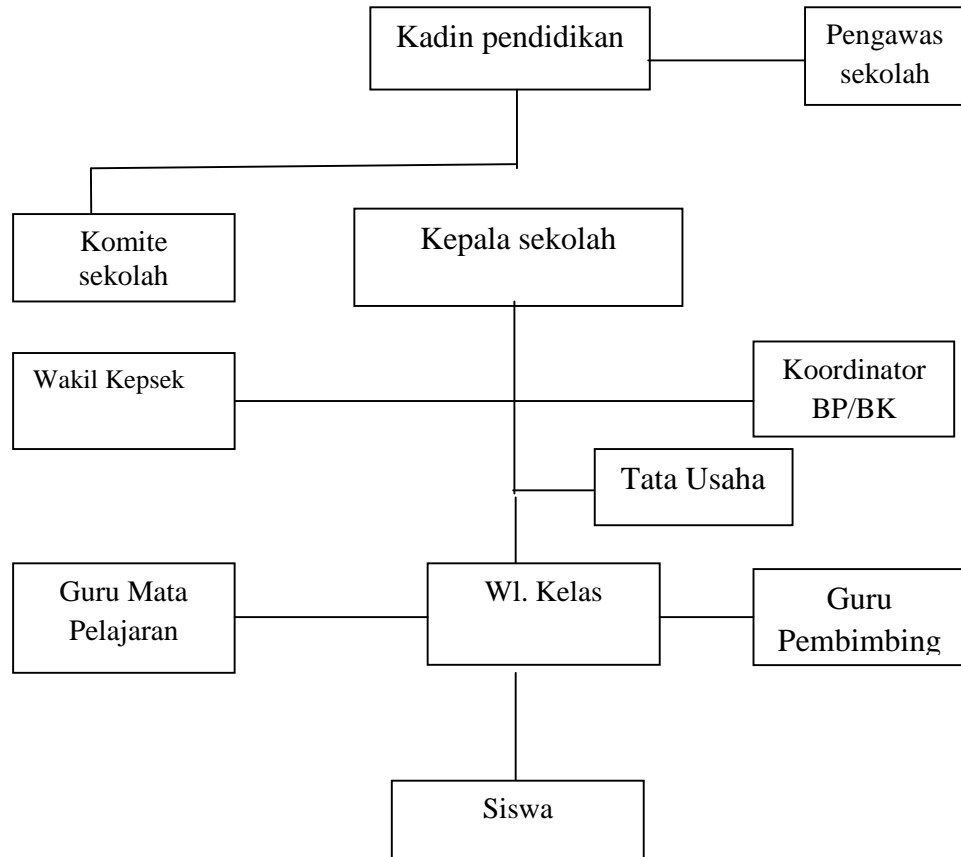 Kadin pendidikan
Pengawas
sekolah
Komite
sekolah
Kepala sekolah
Wakil Kepsek
Koordinator
BP/BK
Tata Usaha
Guru Mata
Pelajaran
Wl. Kelas
Guru
Pembimbing
Siswa